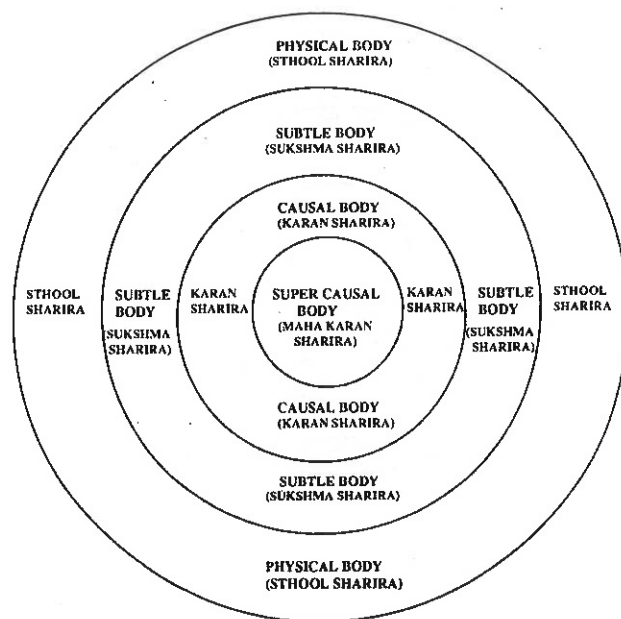 PHYSICAL BODY
(STHOOL SHARIRA)
SUBTLE BODY
(SUKSHMA SHARIRA)
CAUSAL BODY
(KARAN SHARIRA)
STHOOL
SHARIRA
SUBTLE
BODY
(SUKSHMA
SHARIRA)
KARAN
SHARIRA
SUPER CAUSAL
BODY
(MAHA KARAN
SHARIRA)
KARAN
SHARIRA
SUBTLE
BODY
(SUKSHMA
SHARIRA)
STHOOL
SHARIRA
CAUSAL BODY
(KARAN SHARIRA)
SUBTLE BODY
(SUKSHMA SHARIRA)
PHYSICAL BODY
(STHOOL SHARIRA)